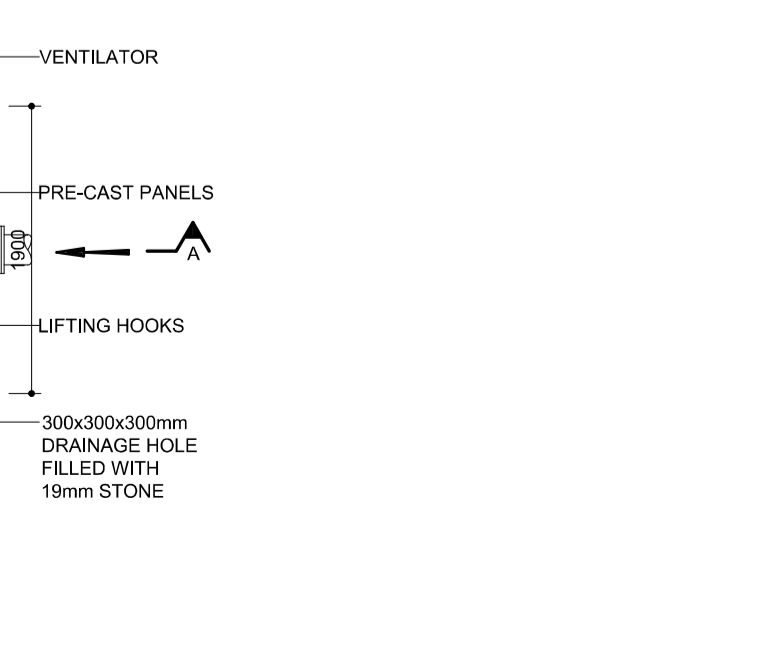 VENTILATOR
PRE-CAST PANELS
1900
A
LIFTING HOOKS
300x300x300mm
DRAINAGE HOLE
FILLED WITH
19mm STONE